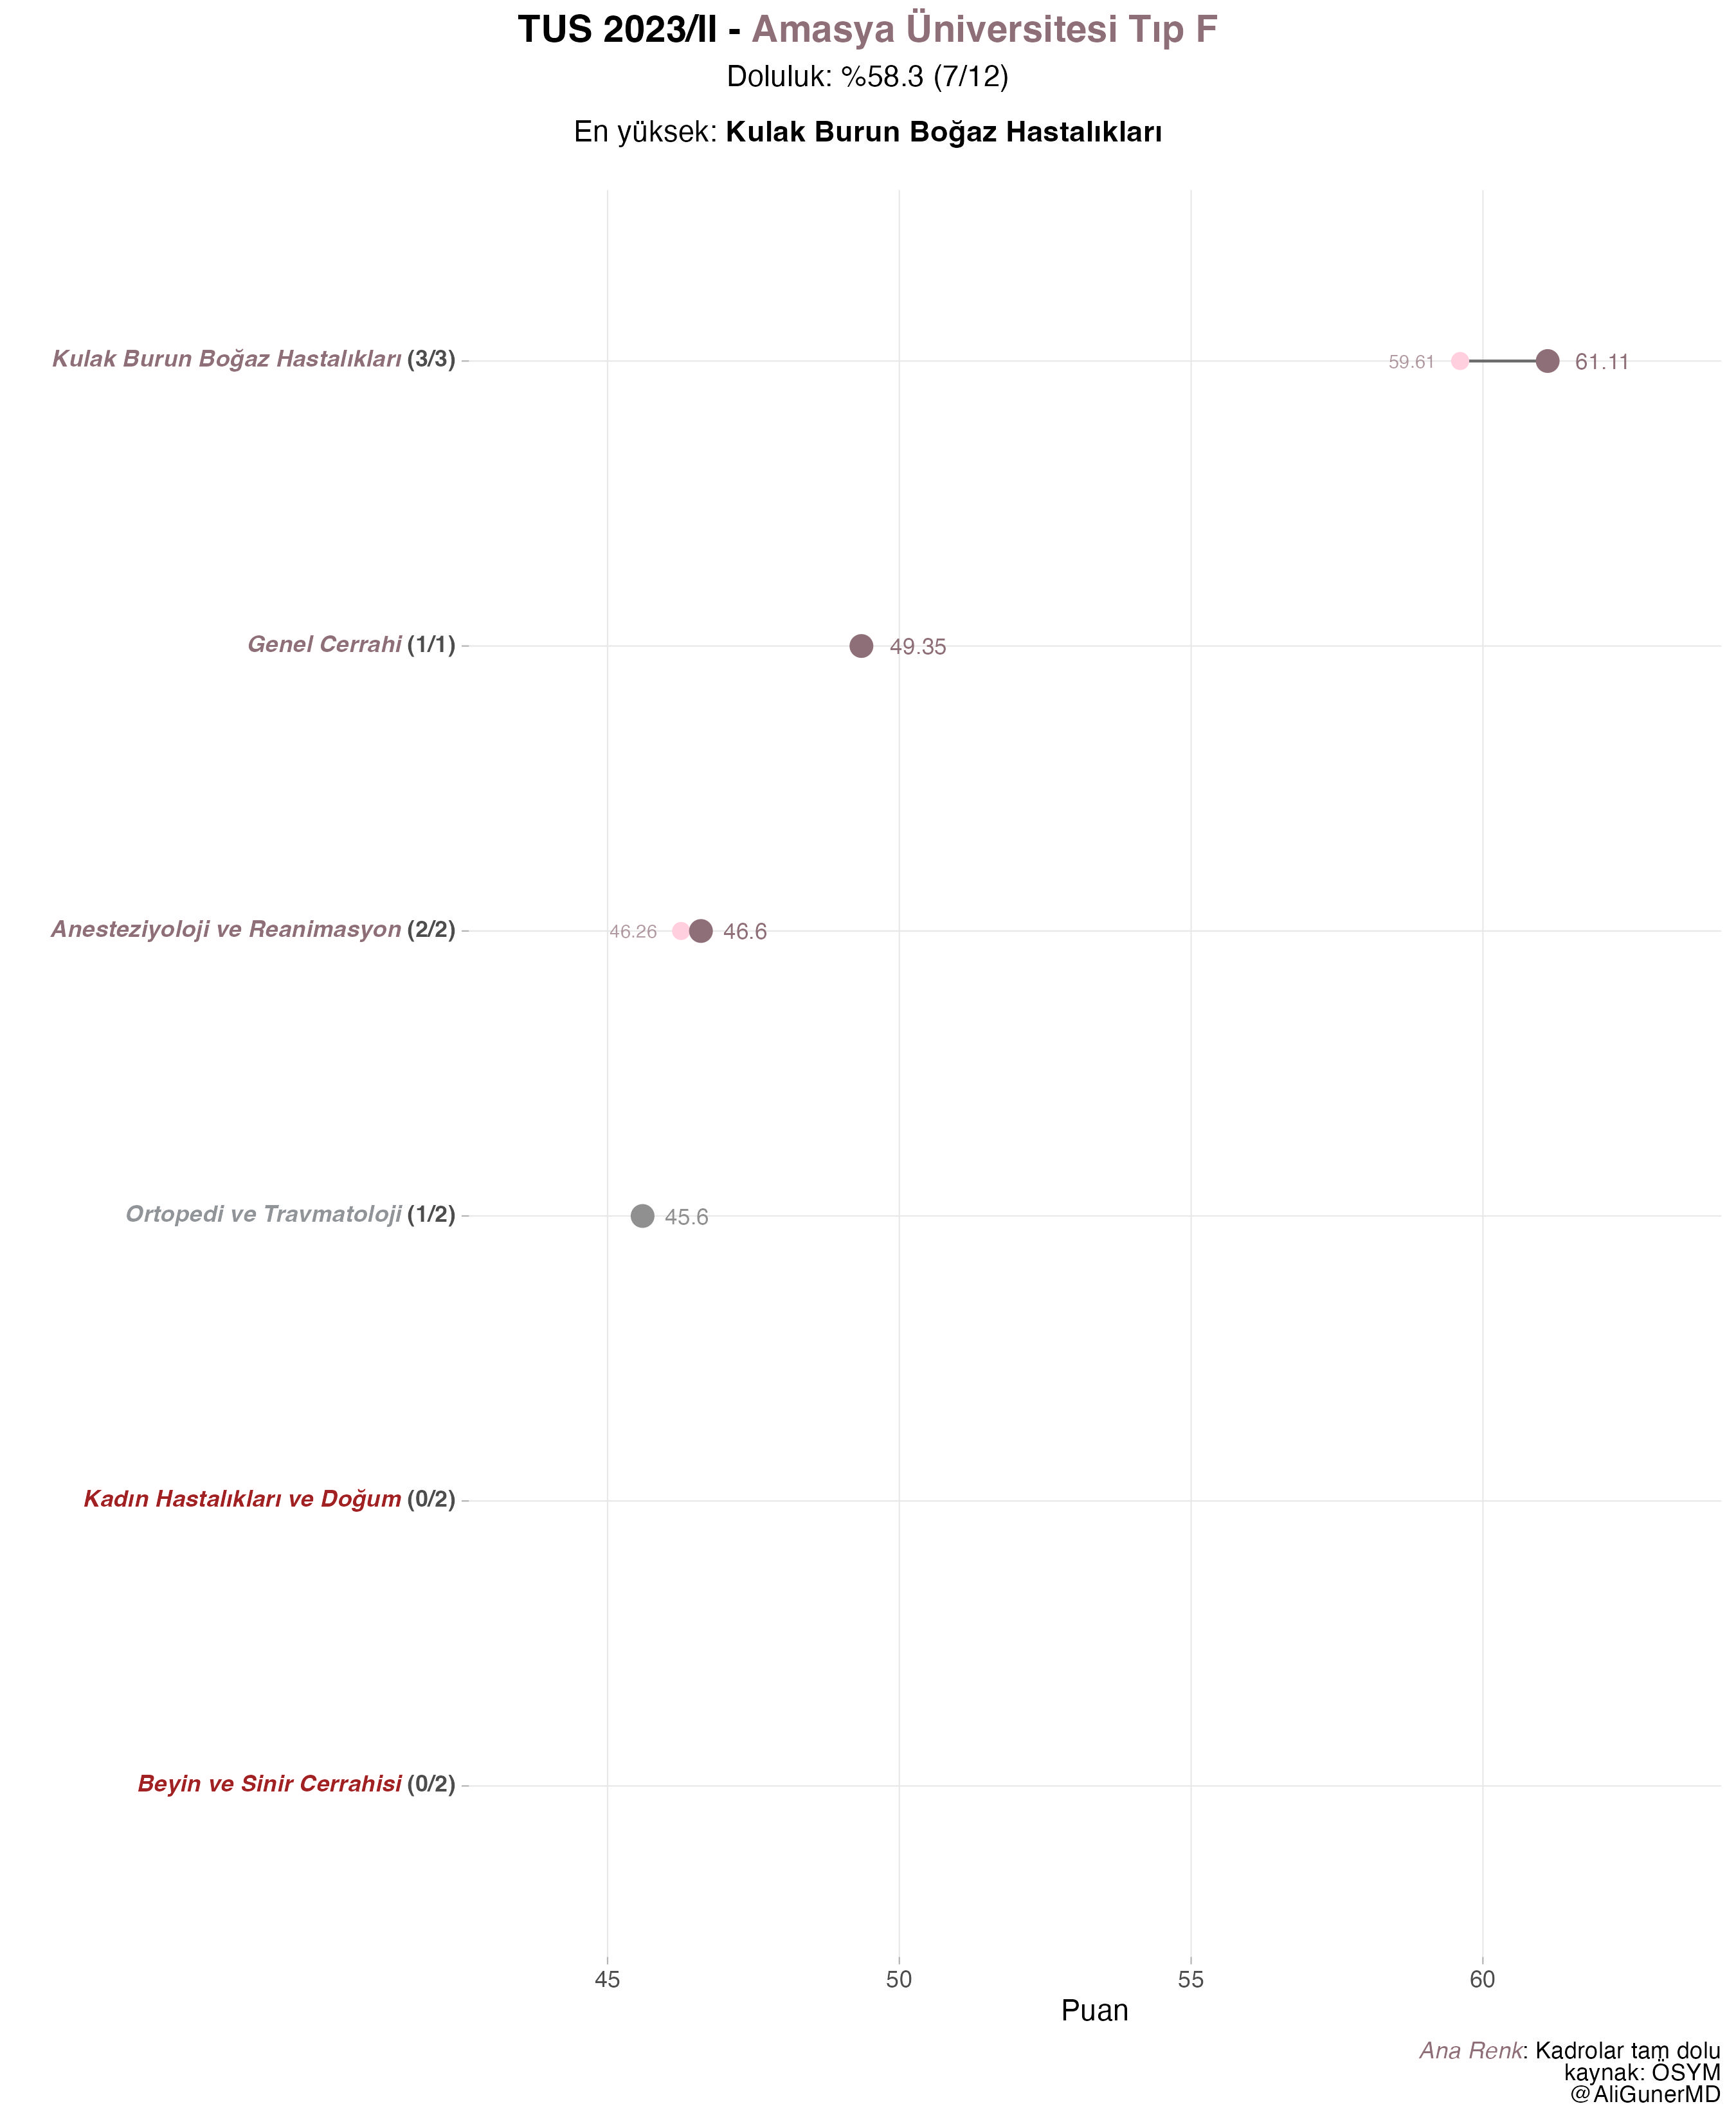 TUS 2023/II - Amasya Üniversitesi Tıp F
Doluluk: %58.3 (7/12)
En yüksek: Kulak Burun Boğaz Hastalıkları
Kulak Burun Boğaz Hastalıkları (3/3)
59.61
61.11
Genel Cerrahi (1/1)
49.35
Anesteziyoloji ve Reanimasyon (2/2)
46.26
46.6
Ortopedi ve Travmatoloji (1/2)
45.6
Kadın Hastalıkları ve Doğum (0/2)
Beyin ve Sinir Cerrahisi (0/2)
45 50 55 60
Puan
Ana Renk: Kadrolar tam dolu
kaynak: ÖSYM
@AliGunerMD